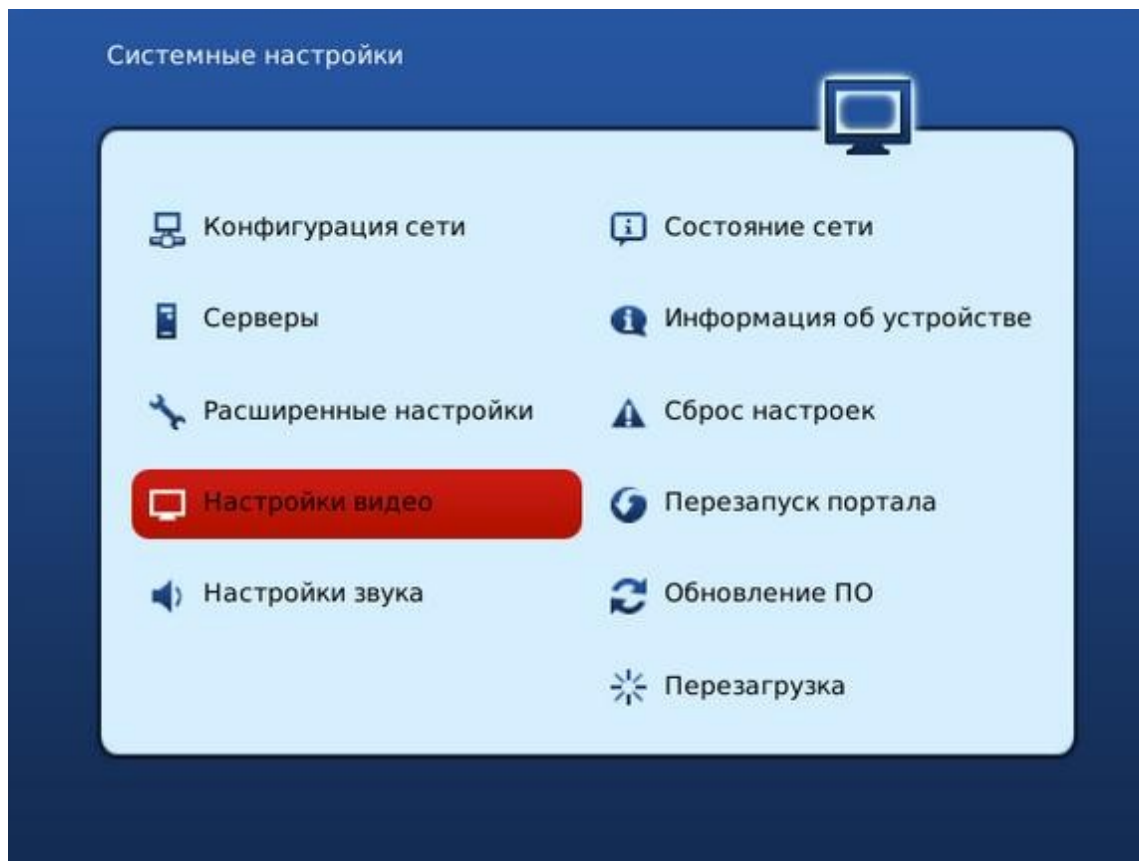 Системные настройки
Конфигурация сети
Серверы
Расширенные настройки
Настройки видео
Настройки звука
Состояние сети
Информация об устройстве
Сброс настроек
Перезапуск портала
Обновление ПО
Перезагрузка